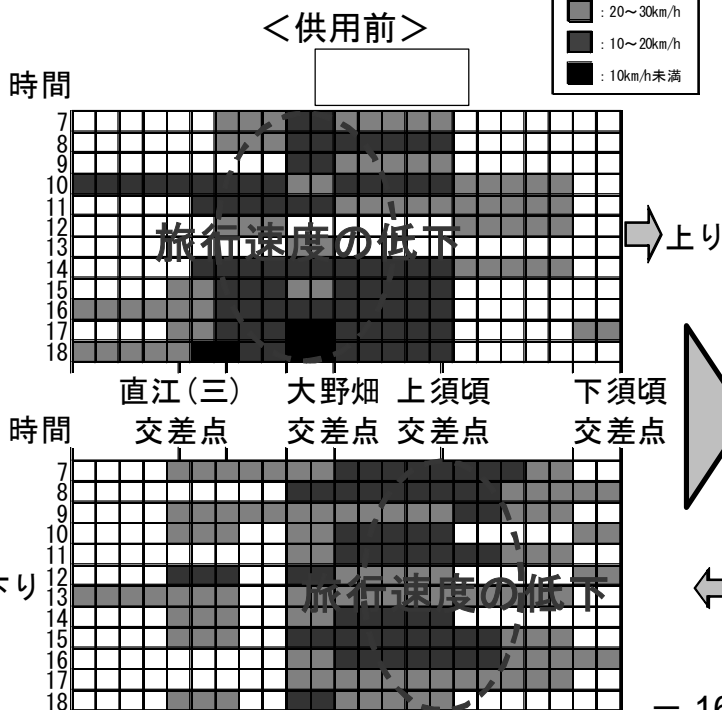 <供用前>
: 20～30km/h
: 10～20km/h
: 10km/h未満
時間
7
8
9
10
11
12
13
14
15
16
17
18
旅行速度の低下
上り
直江(三)交差点
大野畑交差点
上須頃交差点
下須頃交差点
時間
7
8
9
10
11
12
13
14
15
16
17
18
下り
旅行速度の低下